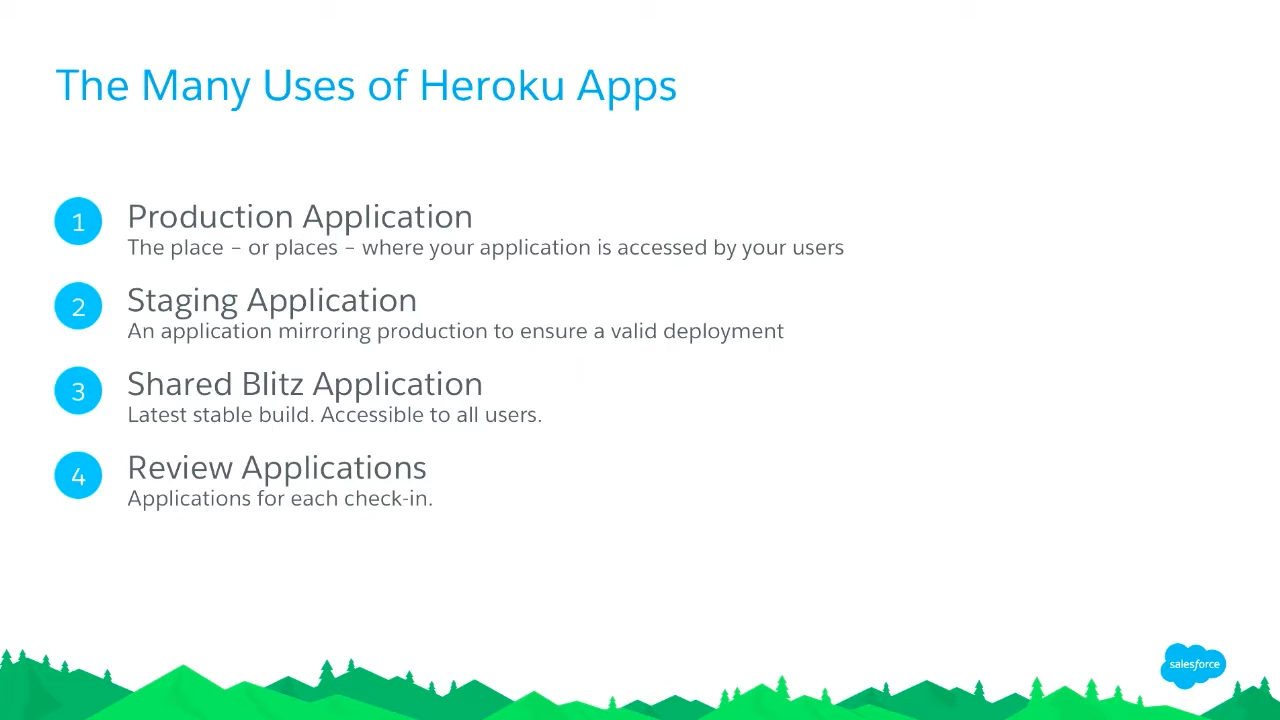 The Many Uses of Heroku Apps
1
Production Application
The place – or places – where your application is accessed by your users
2
Staging Application
An application mirroring production to ensure a valid deployment
3
Shared Blitz Application
Latest stable build. Accessible to all users.
4
Review Applications
Applications for each check-in.
salesforce